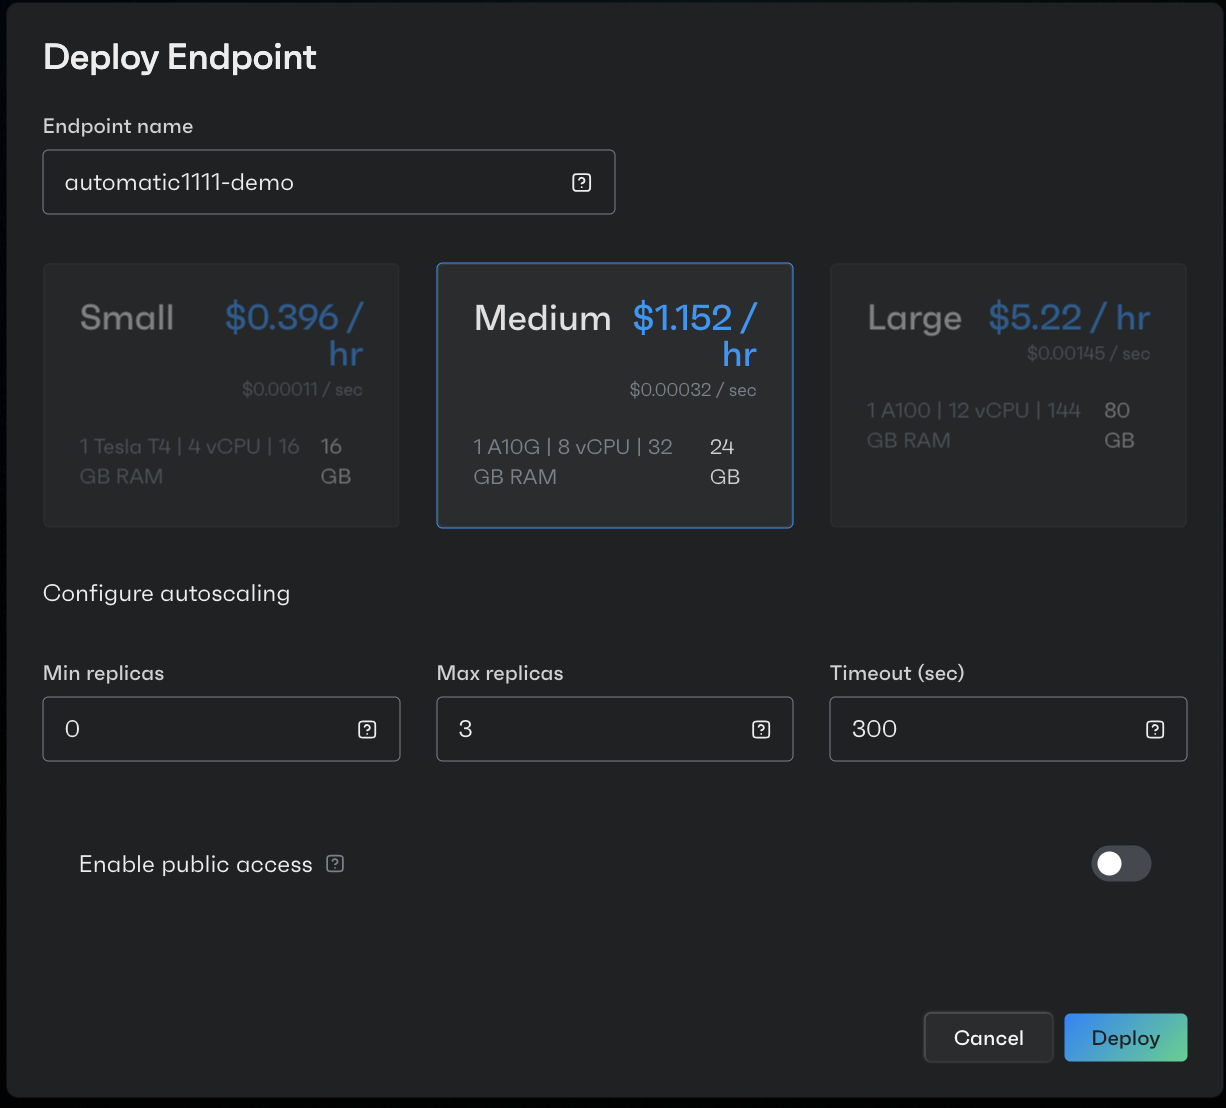 Deploy Endpoint
Endpoint name
automatic1111-demo
Small $0.396 /
hr
$0.00011 / sec
1 Tesla T4 | 4 vCPU | 16 16
GB RAM GB
Medium $1.152 /
hr
$0.00032 / sec
1 A10G | 8 vCPU | 32 24
GB RAM GB
Large $5.22 / hr
$0.00145 / sec
1 A100 | 12 vCPU | 144 80
GB RAM GB
Configure autoscaling
Min replicas
0
Max replicas
3
Timeout (sec)
300
Enable public access
Cancel
Deploy